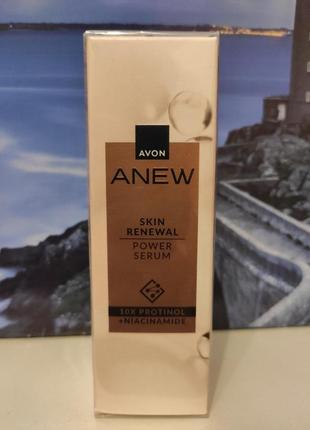 AVON
ANEW
SKIN
RENEWAL
POWER
SERUM
10X PROTINOL
+NIACINAMIDE